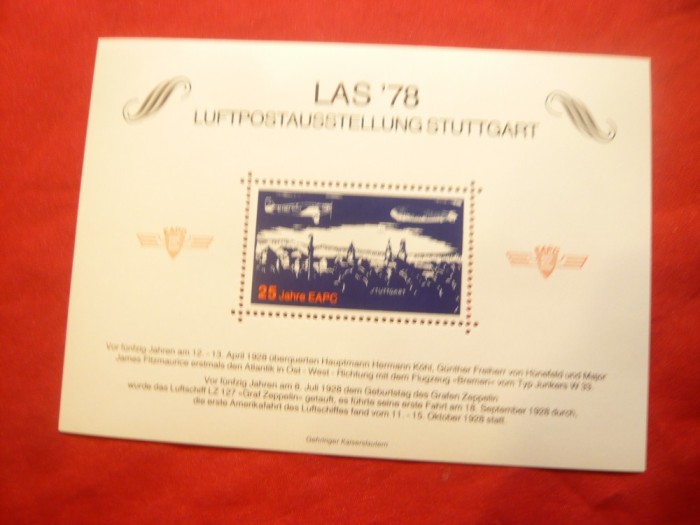 LAS '78
LUFTPOSTAUSSTELLUNG STUTTGART
STUTTGART
25 Jahre EAPC
Vor fünfzig Jahren am 12. - 13. April 1928 überquerten Hauptmann Hermann Köhl, Günther Freiherr von Hünefeld und Major
James Fitzmaurice erstmals den Atlantik in Ost - West - Richtung mit dem Flugzeug »Bremen« vom Typ Junkers W 33.
Vor fünfzig Jahren am 8. Juli 1928 dem Geburtstag des Grafen Zeppelin
wurde das Luftschiff LZ 127 »Graf Zeppelin« getauft, es führte seine erste Fahrt am 18. September 1928 durch,
die erste Amerikafahrt des Luftschiffes fand vom 11. - 15. Oktober 1928 statt.
Gehringer Kaiserslautern